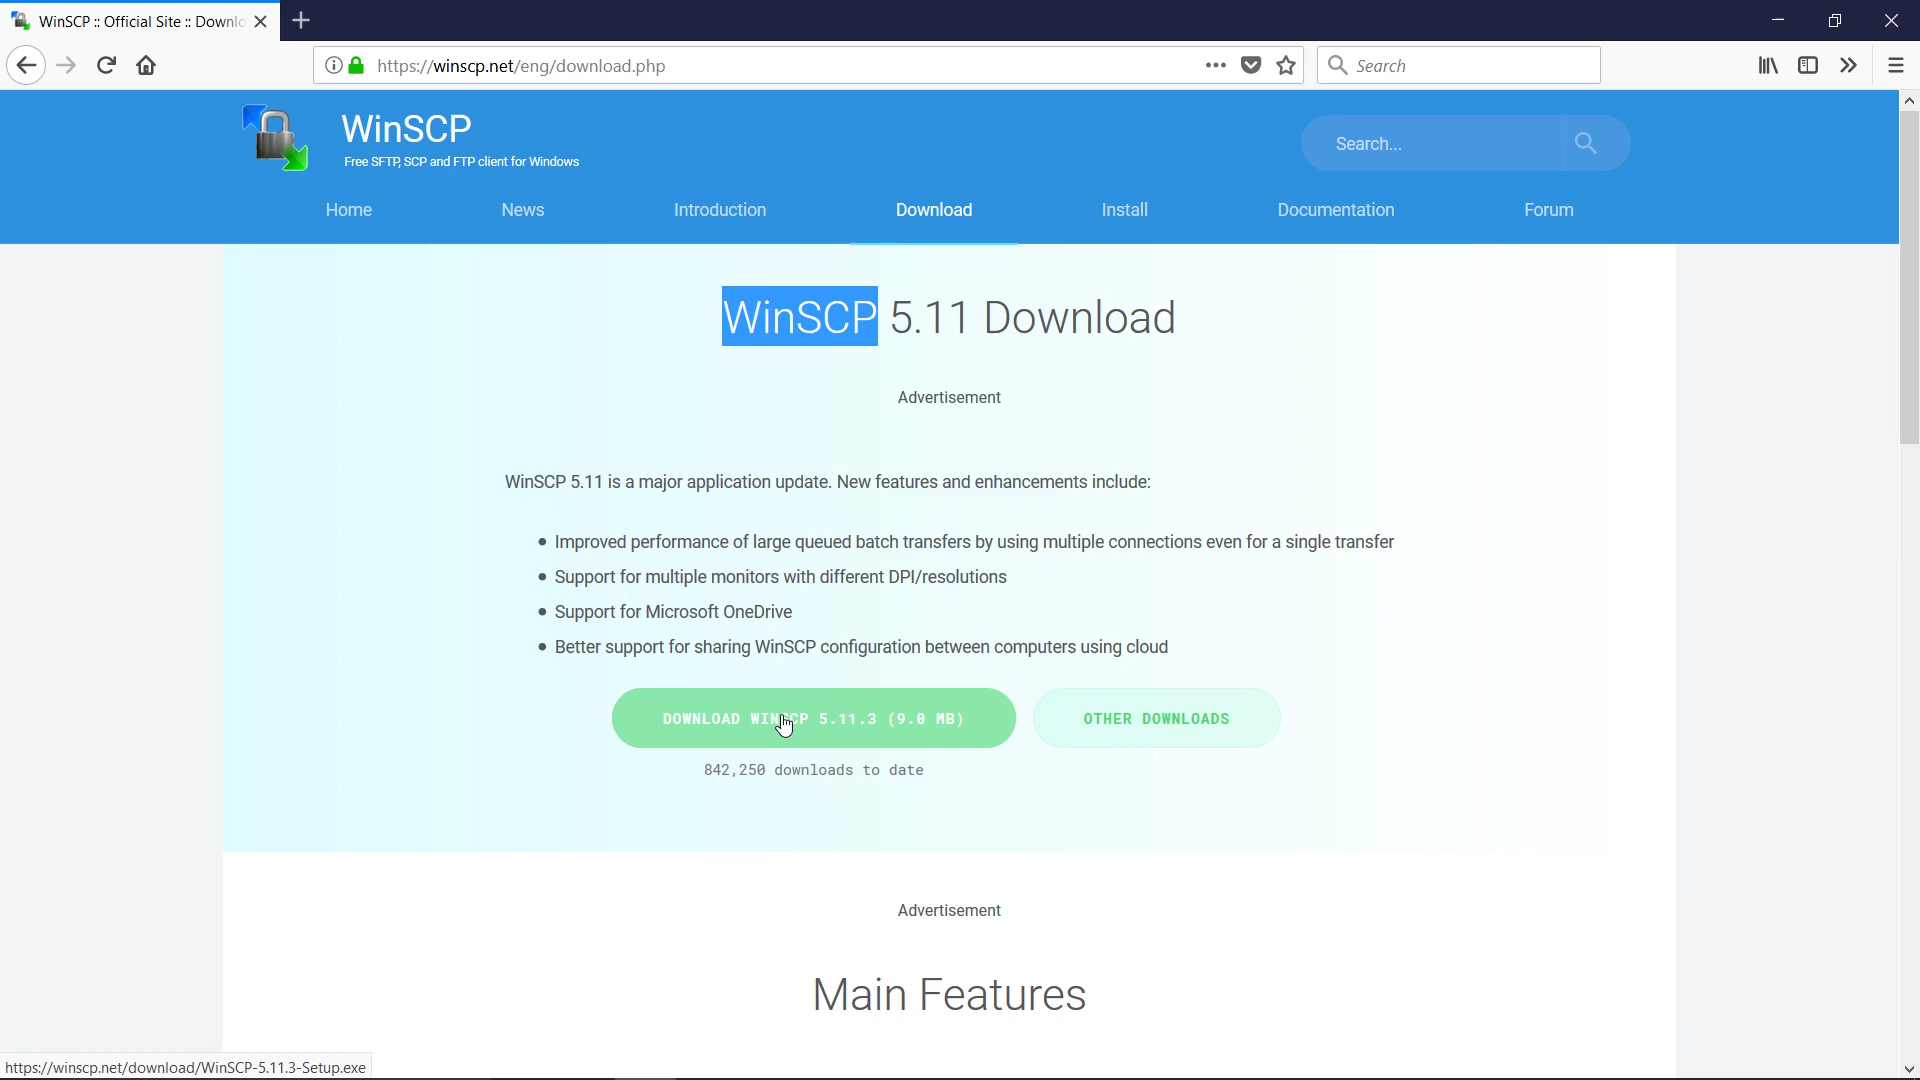 WinSCP :: Official Site :: Downlo
https://winscp.net/eng/download.php
Search
WinSCP
Free SFTP, SCP and FTP client for Windows
Search...
Home News Introduction Download Install Documentation Forum
WinSCP 5.11 Download
Advertisement
WinSCP 5.11 is a major application update. New features and enhancements include:
• Improved performance of large queued batch transfers by using multiple connections even for a single transfer
• Support for multiple monitors with different DPI/resolutions
• Support for Microsoft OneDrive
• Better support for sharing WinSCP configuration between computers using cloud
DOWNLOAD WINSCP 5.11.3 (9.0 MB) OTHER DOWNLOADS
842,250 downloads to date
Advertisement
Main Features
https://winscp.net/download/WinSCP-5.11.3-Setup.exe